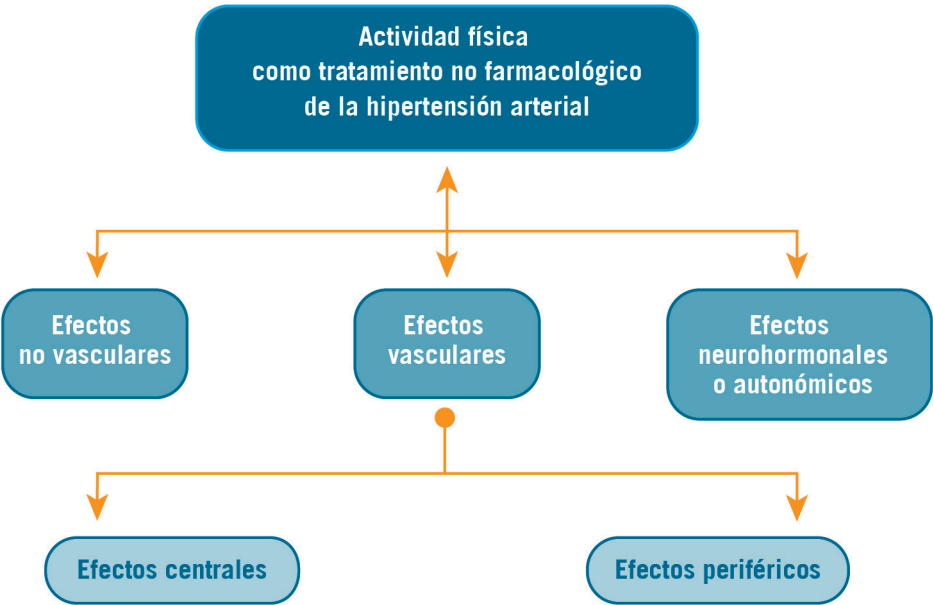 Actividad física
como tratamiento no farmacológico
de la hipertensión arterial
Efectos
no vasculares
Efectos
vasculares
Efectos
neurohormonales
o autonómicos
Efectos centrales
Efectos periféricos